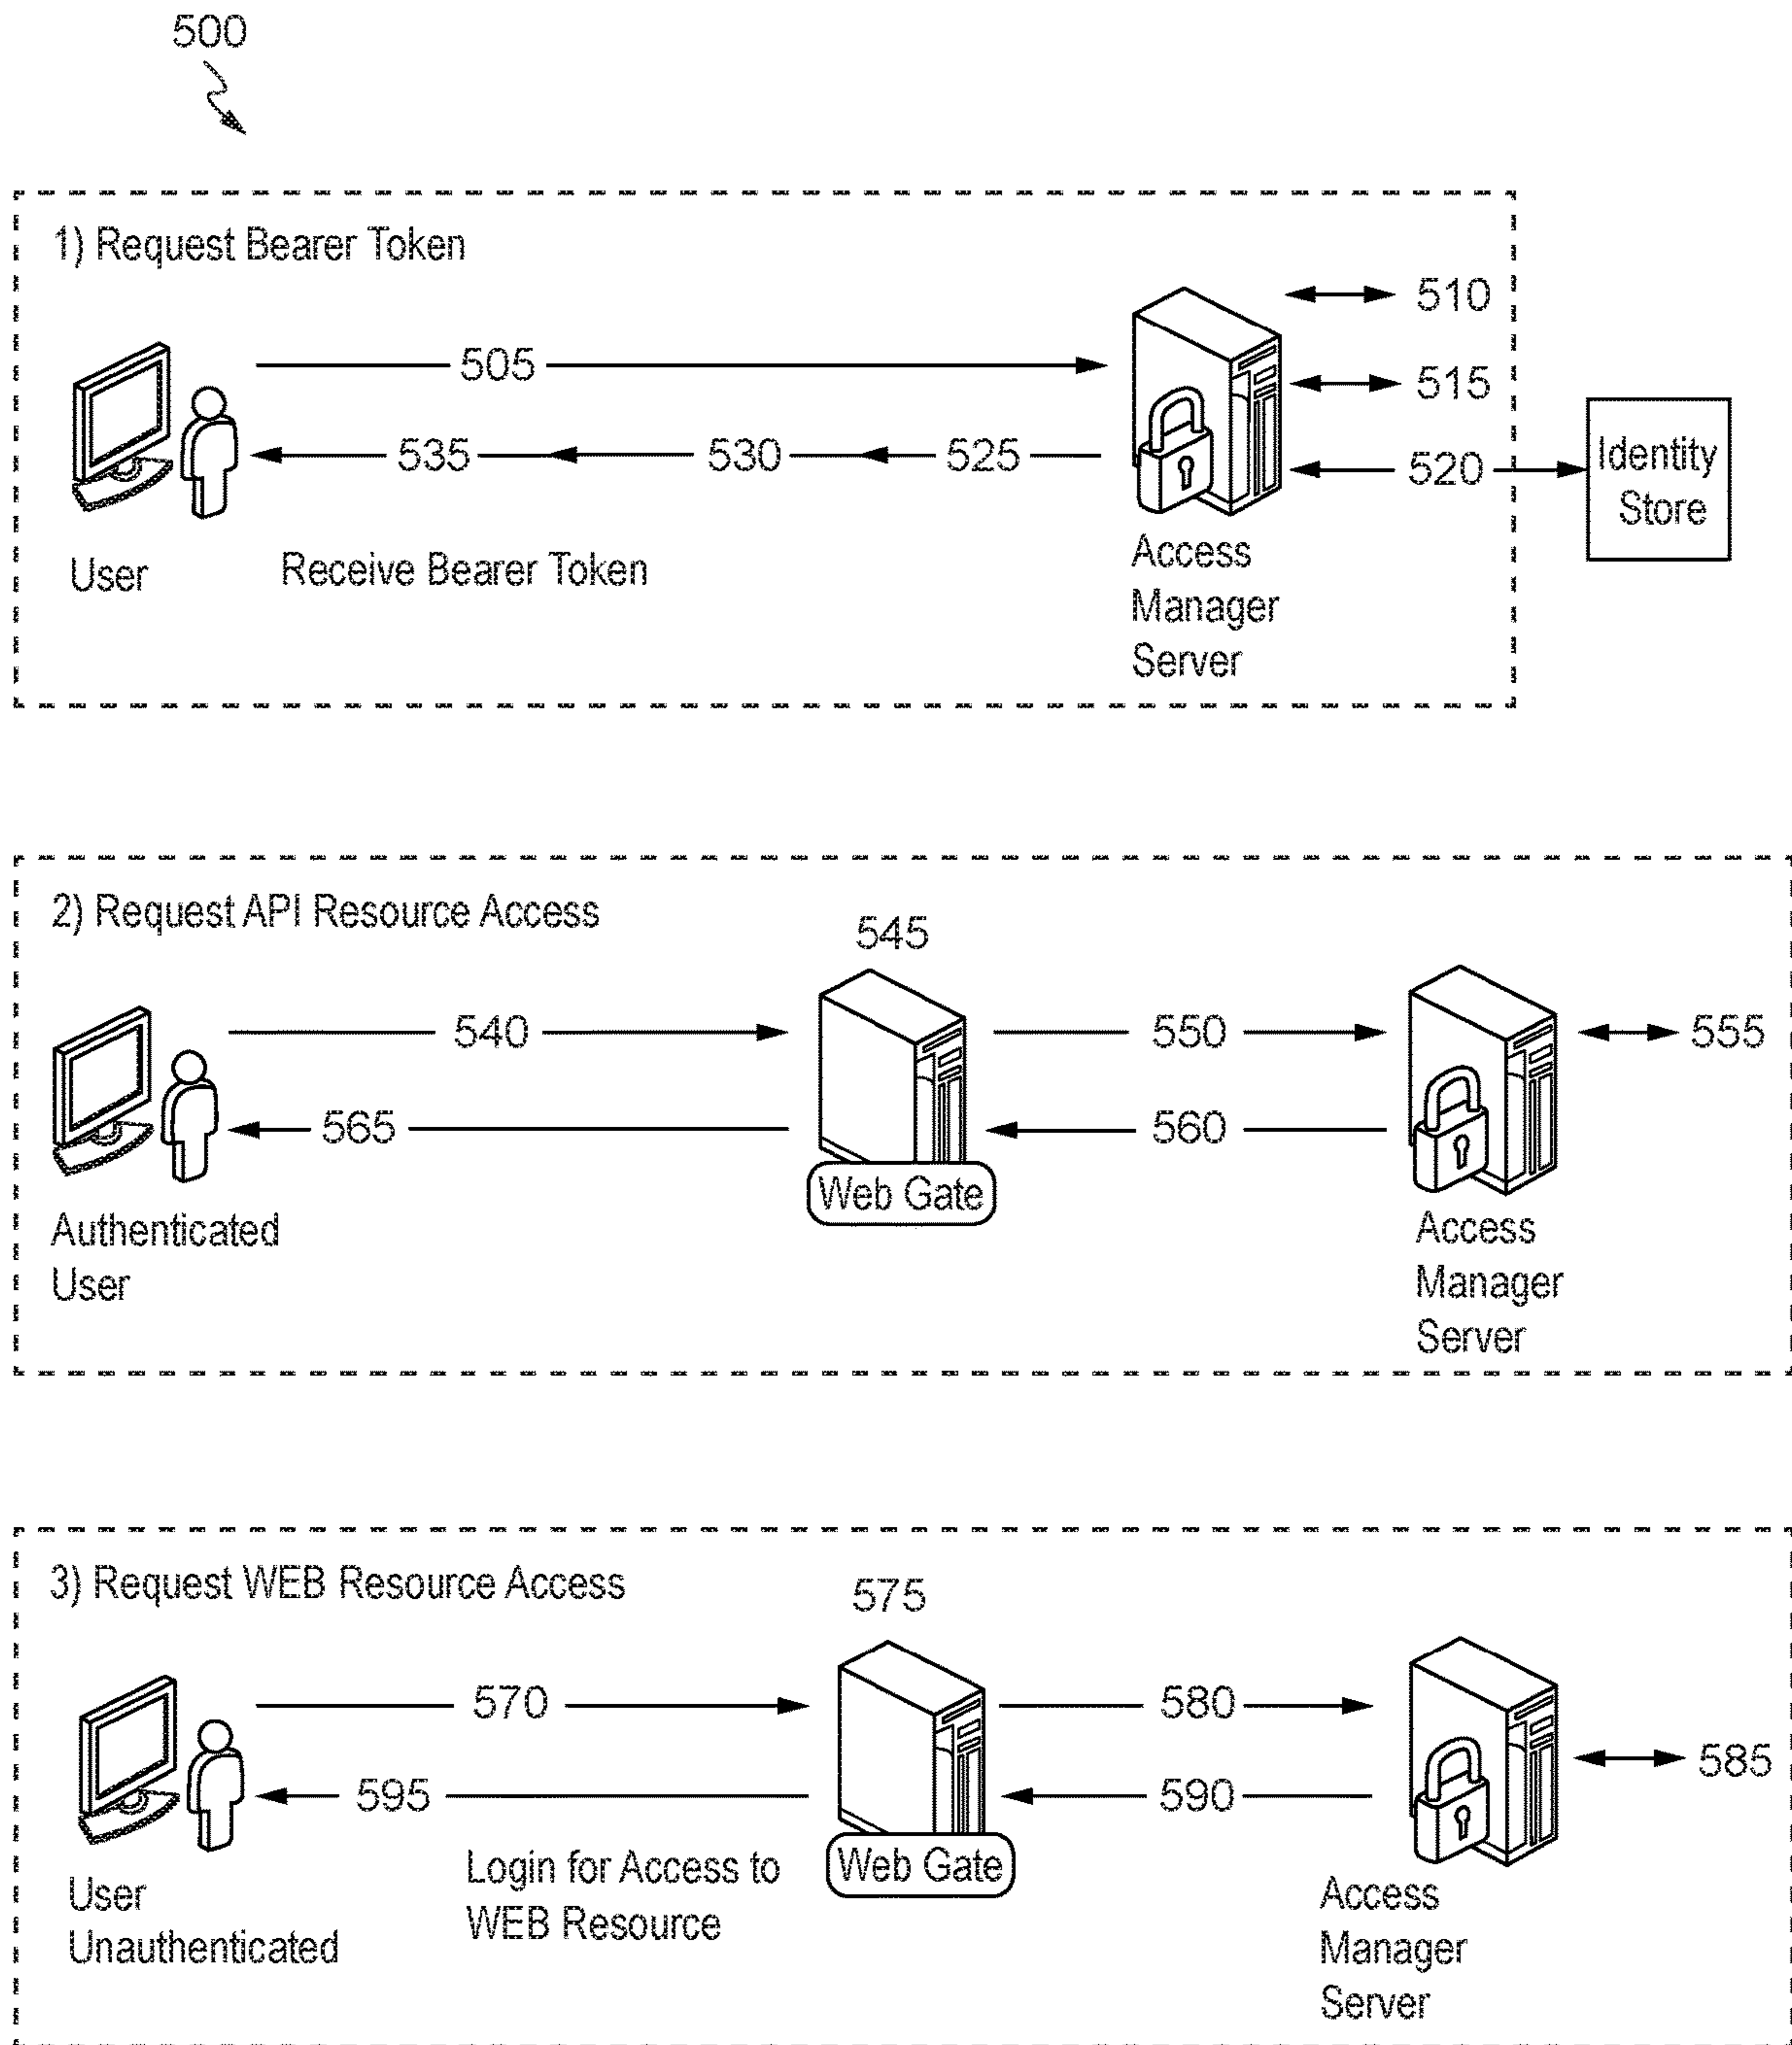 500
1) Request Bearer Token
510
505
515
535
530
525
520
Identity
Store
User
Receive Bearer Token
Access
Manager
Server
2) Request API Resource Access
545
540
550
555
565
560
Web Gate
Authenticated
User
Access
Manager
Server
3) Request WEB Resource Access
575
570
580
585
595
590
Login for Access to
WEB Resource
Web Gate
User
Unauthenticated
Access
Manager
Server